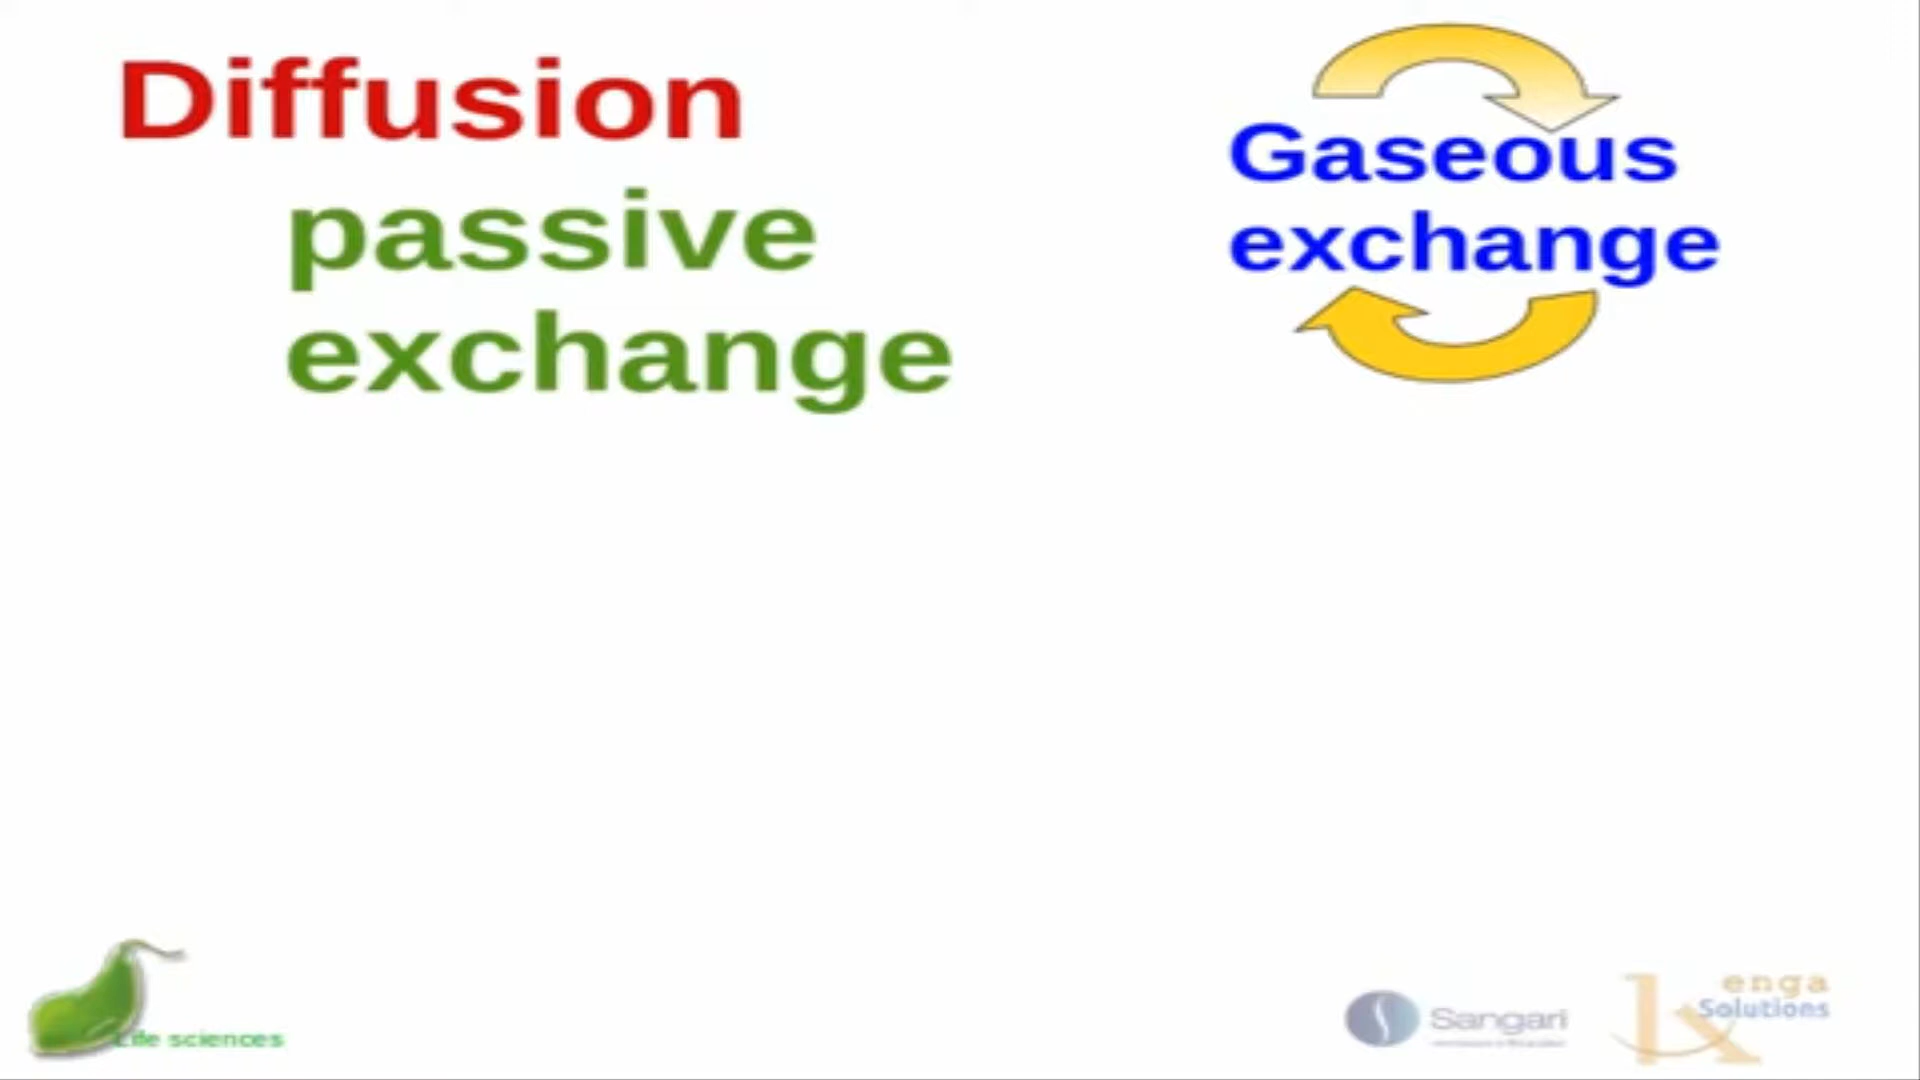 Diffusion
passive
exchange
Gaseous
exchange
Life sciences
Sangari
enga
Solutions